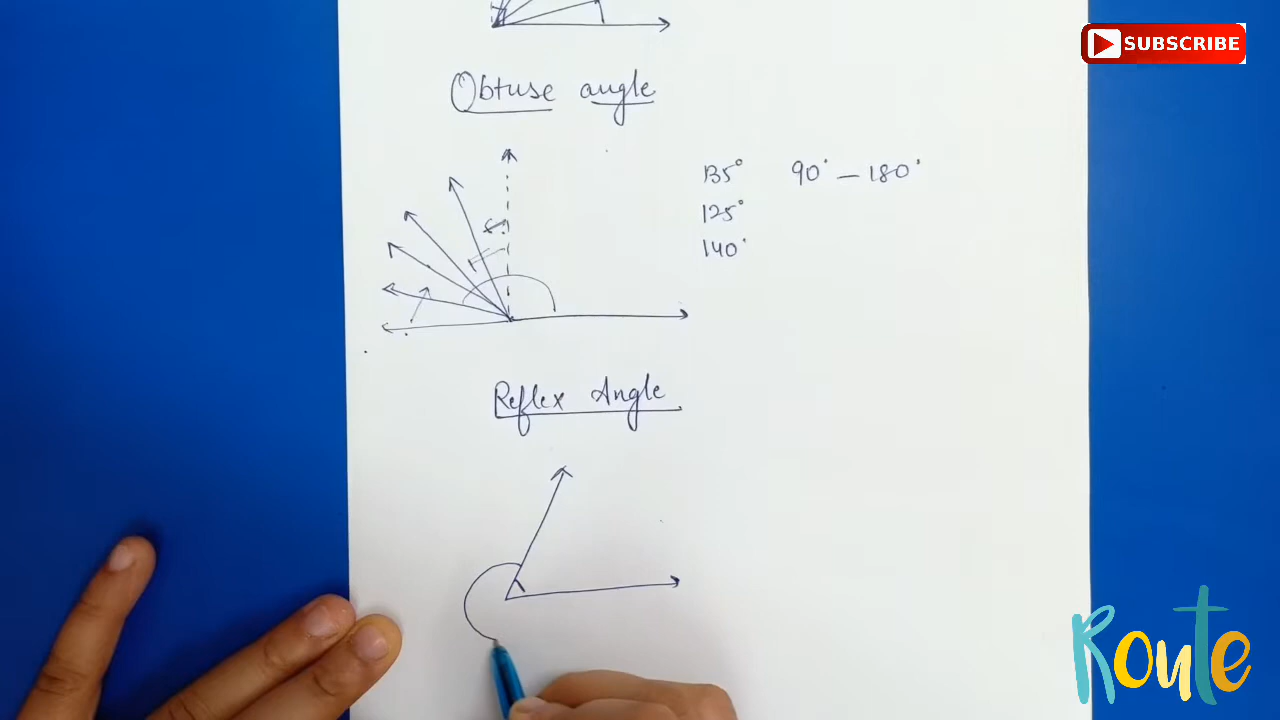 SUBSCRIBE
Obtuse angle
135° 90° — 180°
125°
140°
Reflex Angle
Route